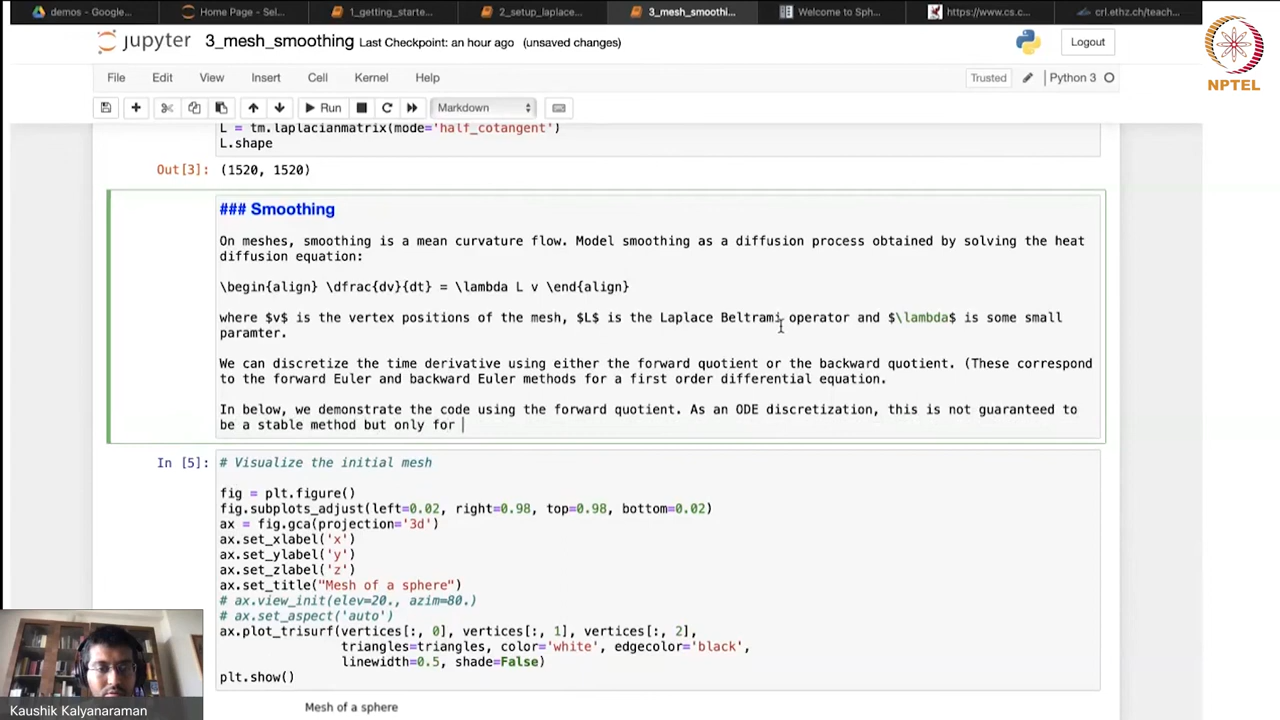 demos - Google...
Home Page - Sel...
1_getting_starte...
2_setup_laplace...
3_mesh_smoothi...
Welcome to Sph...
https://www.cs.c...
crl.ethz.ch/teach...
NPTEL
jupyter 3_mesh_smoothing Last Checkpoint: an hour ago (unsaved changes)
Logout
File Edit View Insert Cell Kernel Help
Trusted
Python 3
Run
Markdown
L = tm.laplacianmatrix(mode='half_cotangent')
L.shape
Out[3]: (1520, 1520)
### Smoothing
On meshes, smoothing is a mean curvature flow. Model smoothing as a diffusion process obtained by solving the heat
diffusion equation:
\begin{align} \dfrac{dv}{dt} = \lambda L v \end{align}
where $v$ is the vertex positions of the mesh, $L$ is the Laplace Beltrami operator and $\lambda$ is some small
paramter.
We can discretize the time derivative using either the forward quotient or the backward quotient. (These correspond
to the forward Euler and backward Euler methods for a first order differential equation.
In below, we demonstrate the code using the forward quotient. As an ODE discretization, this is not guaranteed to
be a stable method but only for
In [5]: # Visualize the initial mesh
fig = plt.figure()
fig.subplots_adjust(left=0.02, right=0.98, top=0.98, bottom=0.02)
ax = fig.gca(projection='3d')
ax.set_xlabel('x')
ax.set_ylabel('y')
ax.set_zlabel('z')
ax.set_title("Mesh of a sphere")
# ax.view_init(elev=20., azim=80.)
# ax.set_aspect('auto')
ax.plot_trisurf(vertices[:, 0], vertices[:, 1], vertices[:, 2],
triangles=triangles, color='white', edgecolor='black',
linewidth=0.5, shade=False)
plt.show()
Mesh of a sphere
Kaushik Kalyanaraman